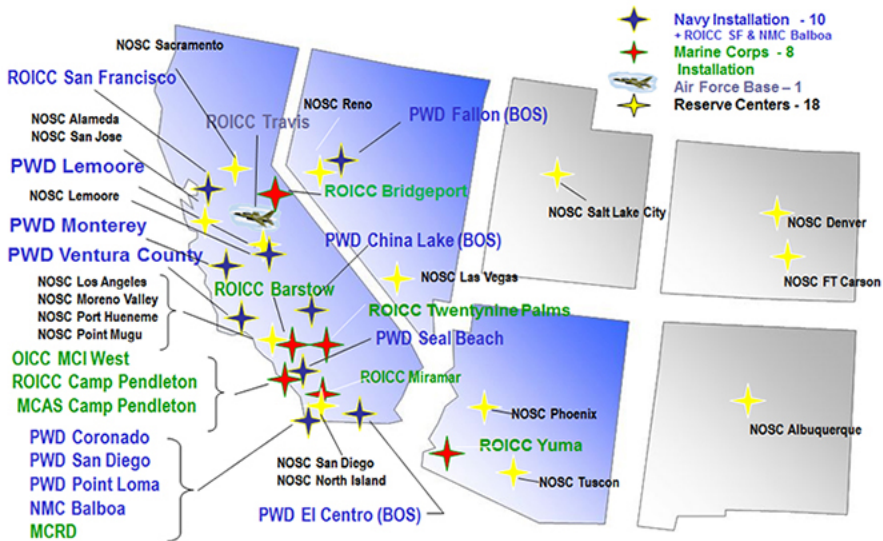 Navy Installation - 10
+ ROICC SF & NMC Balboa
Marine Corps - 8
Installation
Air Force Base – 1
Reserve Centers - 18
NOSC Sacramento
ROICC San Francisco
NOSC Alameda
NOSC San Jose
PWD Lemoore
NOSC Lemoore
PWD Monterey
PWD Ventura County
NOSC Los Angeles
NOSC Moreno Valley
NOSC Port Hueneme
NOSC Point Mugu
OICC MCI West
ROICC Camp Pendleton
MCAS Camp Pendleton
PWD Coronado
PWD San Diego
PWD Point Loma
NMC Balboa
MCRD
ROICC Travis
NOSC Reno
PWD Fallon (BOS)
ROICC Bridgeport
PWD China Lake (BOS)
NOSC Las Vegas
ROICC Barstow
ROICC Twentynine Palms
PWD Seal Beach
ROICC Miramar
NOSC San Diego
NOSC North Island
PWD El Centro (BOS)
NOSC Salt Lake City
NOSC Denver
NOSC FT Carson
NOSC Phoenix
ROICC Yuma
NOSC Tuscon
NOSC Albuquerque